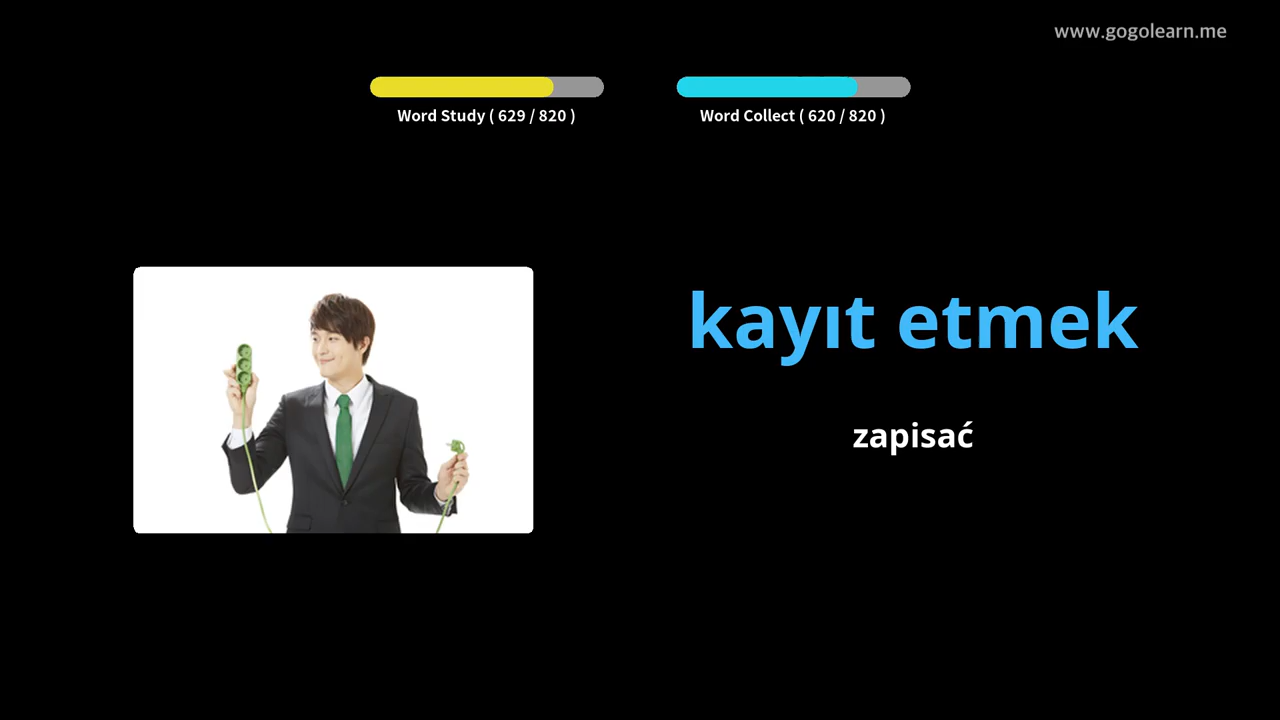 www.gogolearn.me
Word Study ( 629 / 820 )
Word Collect ( 620 / 820 )
kayıt etmek
zapisać